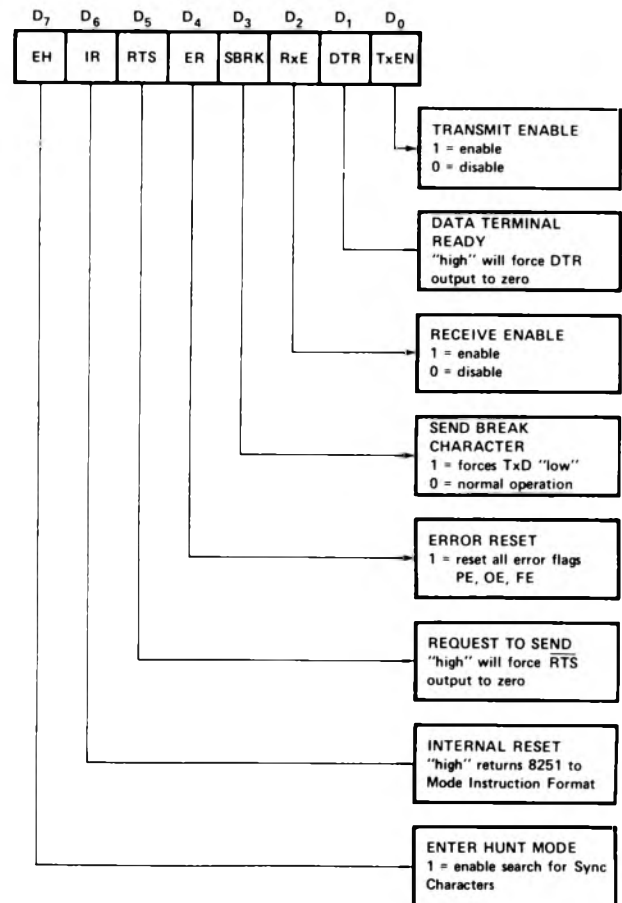 D7 D6 D5 D4 D3 D2 D1 D0
EH IR RTS ER SBRK RxE DTR TxEN
TRANSMIT ENABLE
1 = enable
0 = disable
DATA TERMINAL
READY
"high" will force DTR
output to zero
RECEIVE ENABLE
1 = enable
0 = disable
SEND BREAK
CHARACTER
1 = forces TxD "low"
0 = normal operation
ERROR RESET
1 = reset all error flags
PE, OE, FE
REQUEST TO SEND
"high" will force R̅T̅S̅
output to zero
INTERNAL RESET
"high" returns 8251 to
Mode Instruction Format
ENTER HUNT MODE
1 = enable search for Sync
Characters